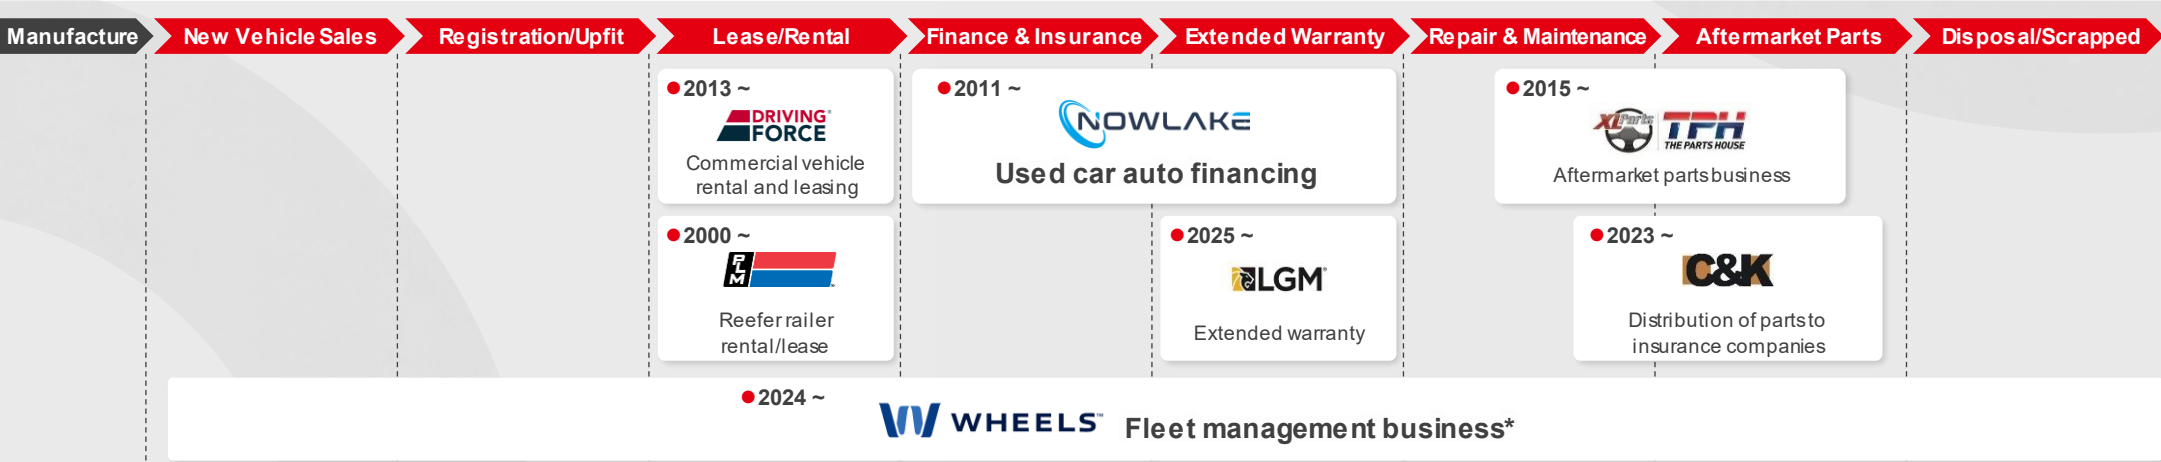 Manufacture
New Vehicle Sales
Registration/Upfit
Lease/Rental
Finance & Insurance
Extended Warranty
Repair & Maintenance
Aftermarket Parts
Disposal/Scrapped
2013 ~
DRIVING
FORCE
Commercial vehicle
rental and leasing
2011 ~
NOWLAKE
Used car auto financing
2015 ~
XL Parts
TPH
THE PARTS HOUSE
Aftermarket parts business
2000 ~
PLM
Reefer railer
rental/lease
2025 ~
LGM
Extended warranty
2023 ~
C&K
Distribution of parts to
insurance companies
2024 ~
WHEELS™
Fleet management business*